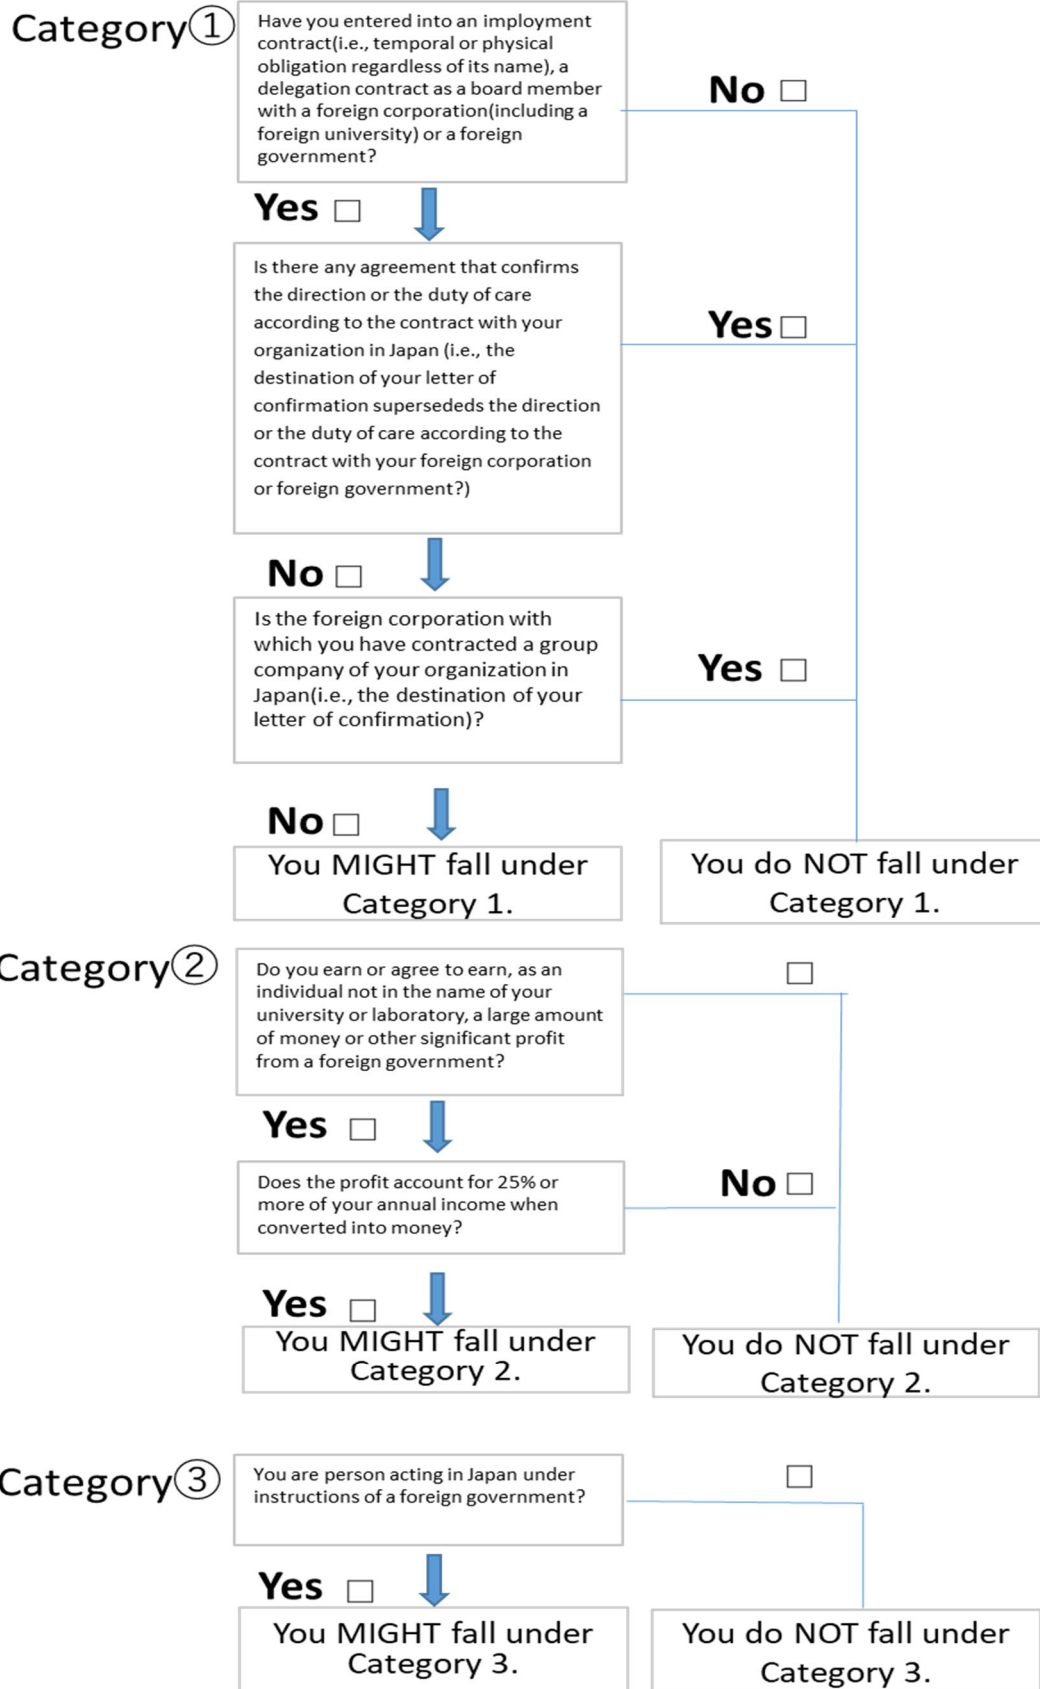 Category①
Have you entered into an imployment
contract(i.e., temporal or physical
obligation regardless of its name), a
delegation contract as a board member
with a foreign corporation(including a
foreign university) or a foreign
government?
No □
Yes □
Is there any agreement that confirms
the direction or the duty of care
according to the contract with your
organization in Japan (i.e., the
destination of your letter of
confirmation supersededs the direction
or the duty of care according to the
contract with your foreign corporation
or foreign government?)
Yes □
No □
Is the foreign corporation with
which you have contracted a group
company of your organization in
Japan(i.e., the destination of your
letter of confirmation)?
Yes □
No □
You MIGHT fall under
Category 1.
You do NOT fall under
Category 1.
Category②
Do you earn or agree to earn, as an
individual not in the name of your
university or laboratory, a large amount
of money or other significant profit
from a foreign government?
□
Yes □
Does the profit account for 25% or
more of your annual income when
converted into money?
No □
Yes □
You MIGHT fall under
Category 2.
You do NOT fall under
Category 2.
Category③
You are person acting in Japan under
instructions of a foreign government?
□
Yes □
You MIGHT fall under
Category 3.
You do NOT fall under
Category 3.